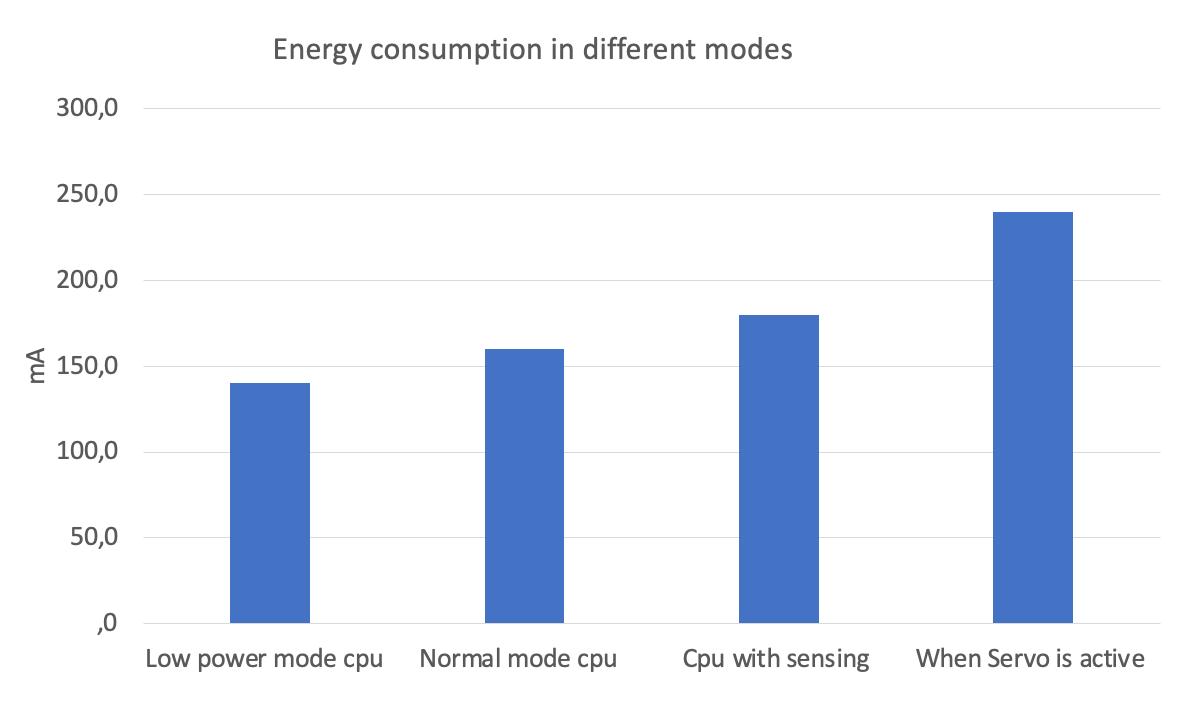 Energy consumption in different modes
300,0
250,0
200,0
150,0
100,0
50,0
,0
mA
Low power mode cpu
Normal mode cpu
Cpu with sensing
When Servo is active